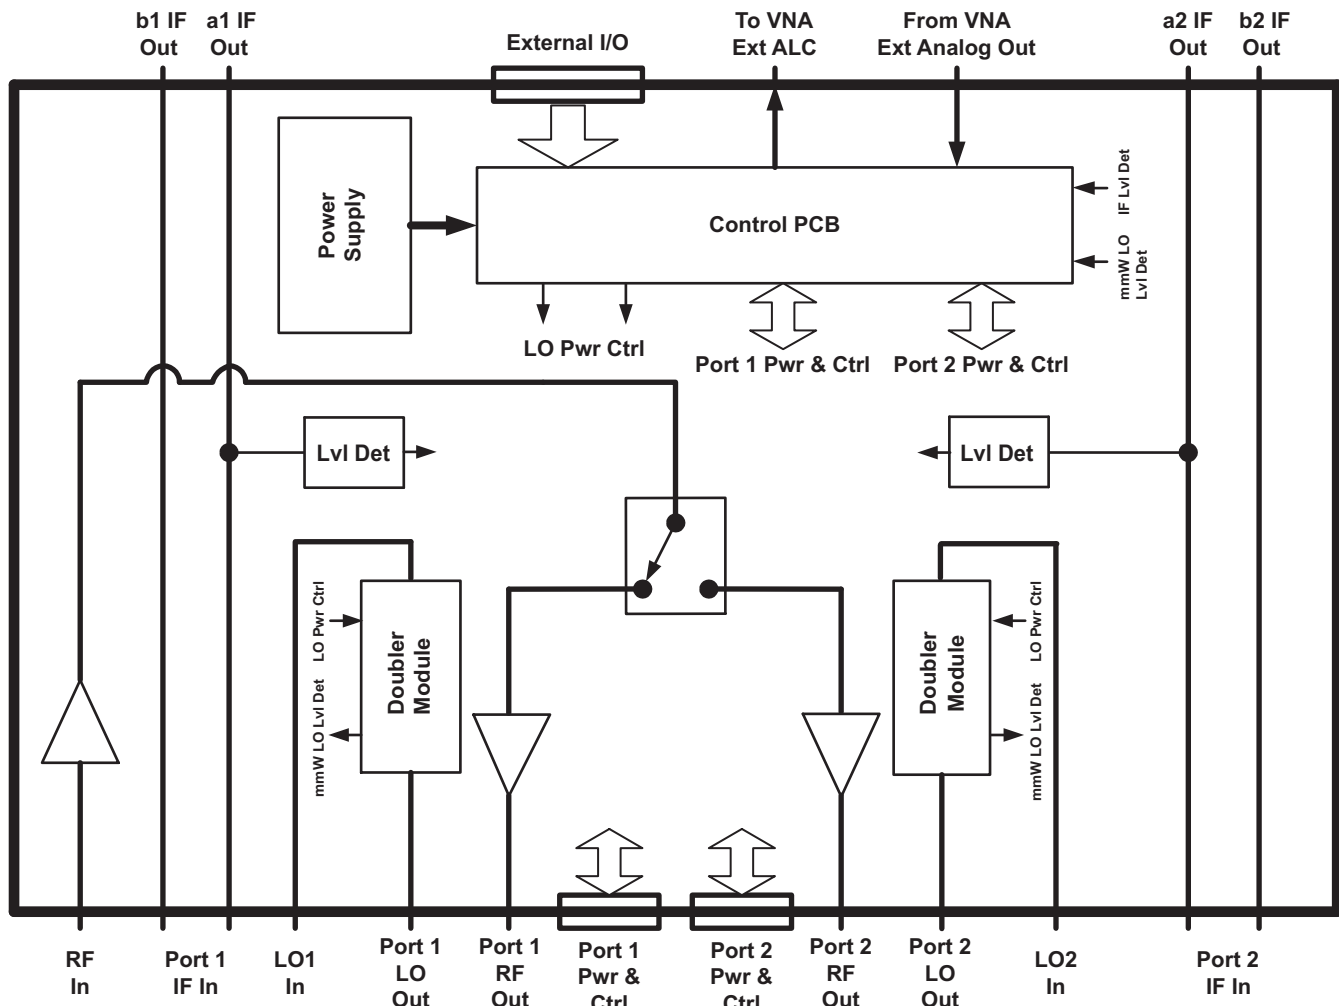 b1 IF
Out
a1 IF
Out
External I/O
To VNA
Ext ALC
From VNA
Ext Analog Out
a2 IF
Out
b2 IF
Out
Power
Supply
Control PCB
IF Lvl Det
mmW LO
Lvl Det
LO Pwr Ctrl
Port 1 Pwr & Ctrl
Port 2 Pwr & Ctrl
Lvl Det
Lvl Det
LO Pwr Ctrl
mmW LO Lvl Det
Doubler
Module
Doubler
Module
LO Pwr Ctrl
mmW LO Lvl Det
RF
In
Port 1
IF In
LO1
In
Port 1
LO
Out
Port 1
RF
Out
Port 1
Pwr &
Ctrl
Port 2
Pwr &
Ctrl
Port 2
RF
Out
Port 2
LO
Out
LO2
In
Port 2
IF In